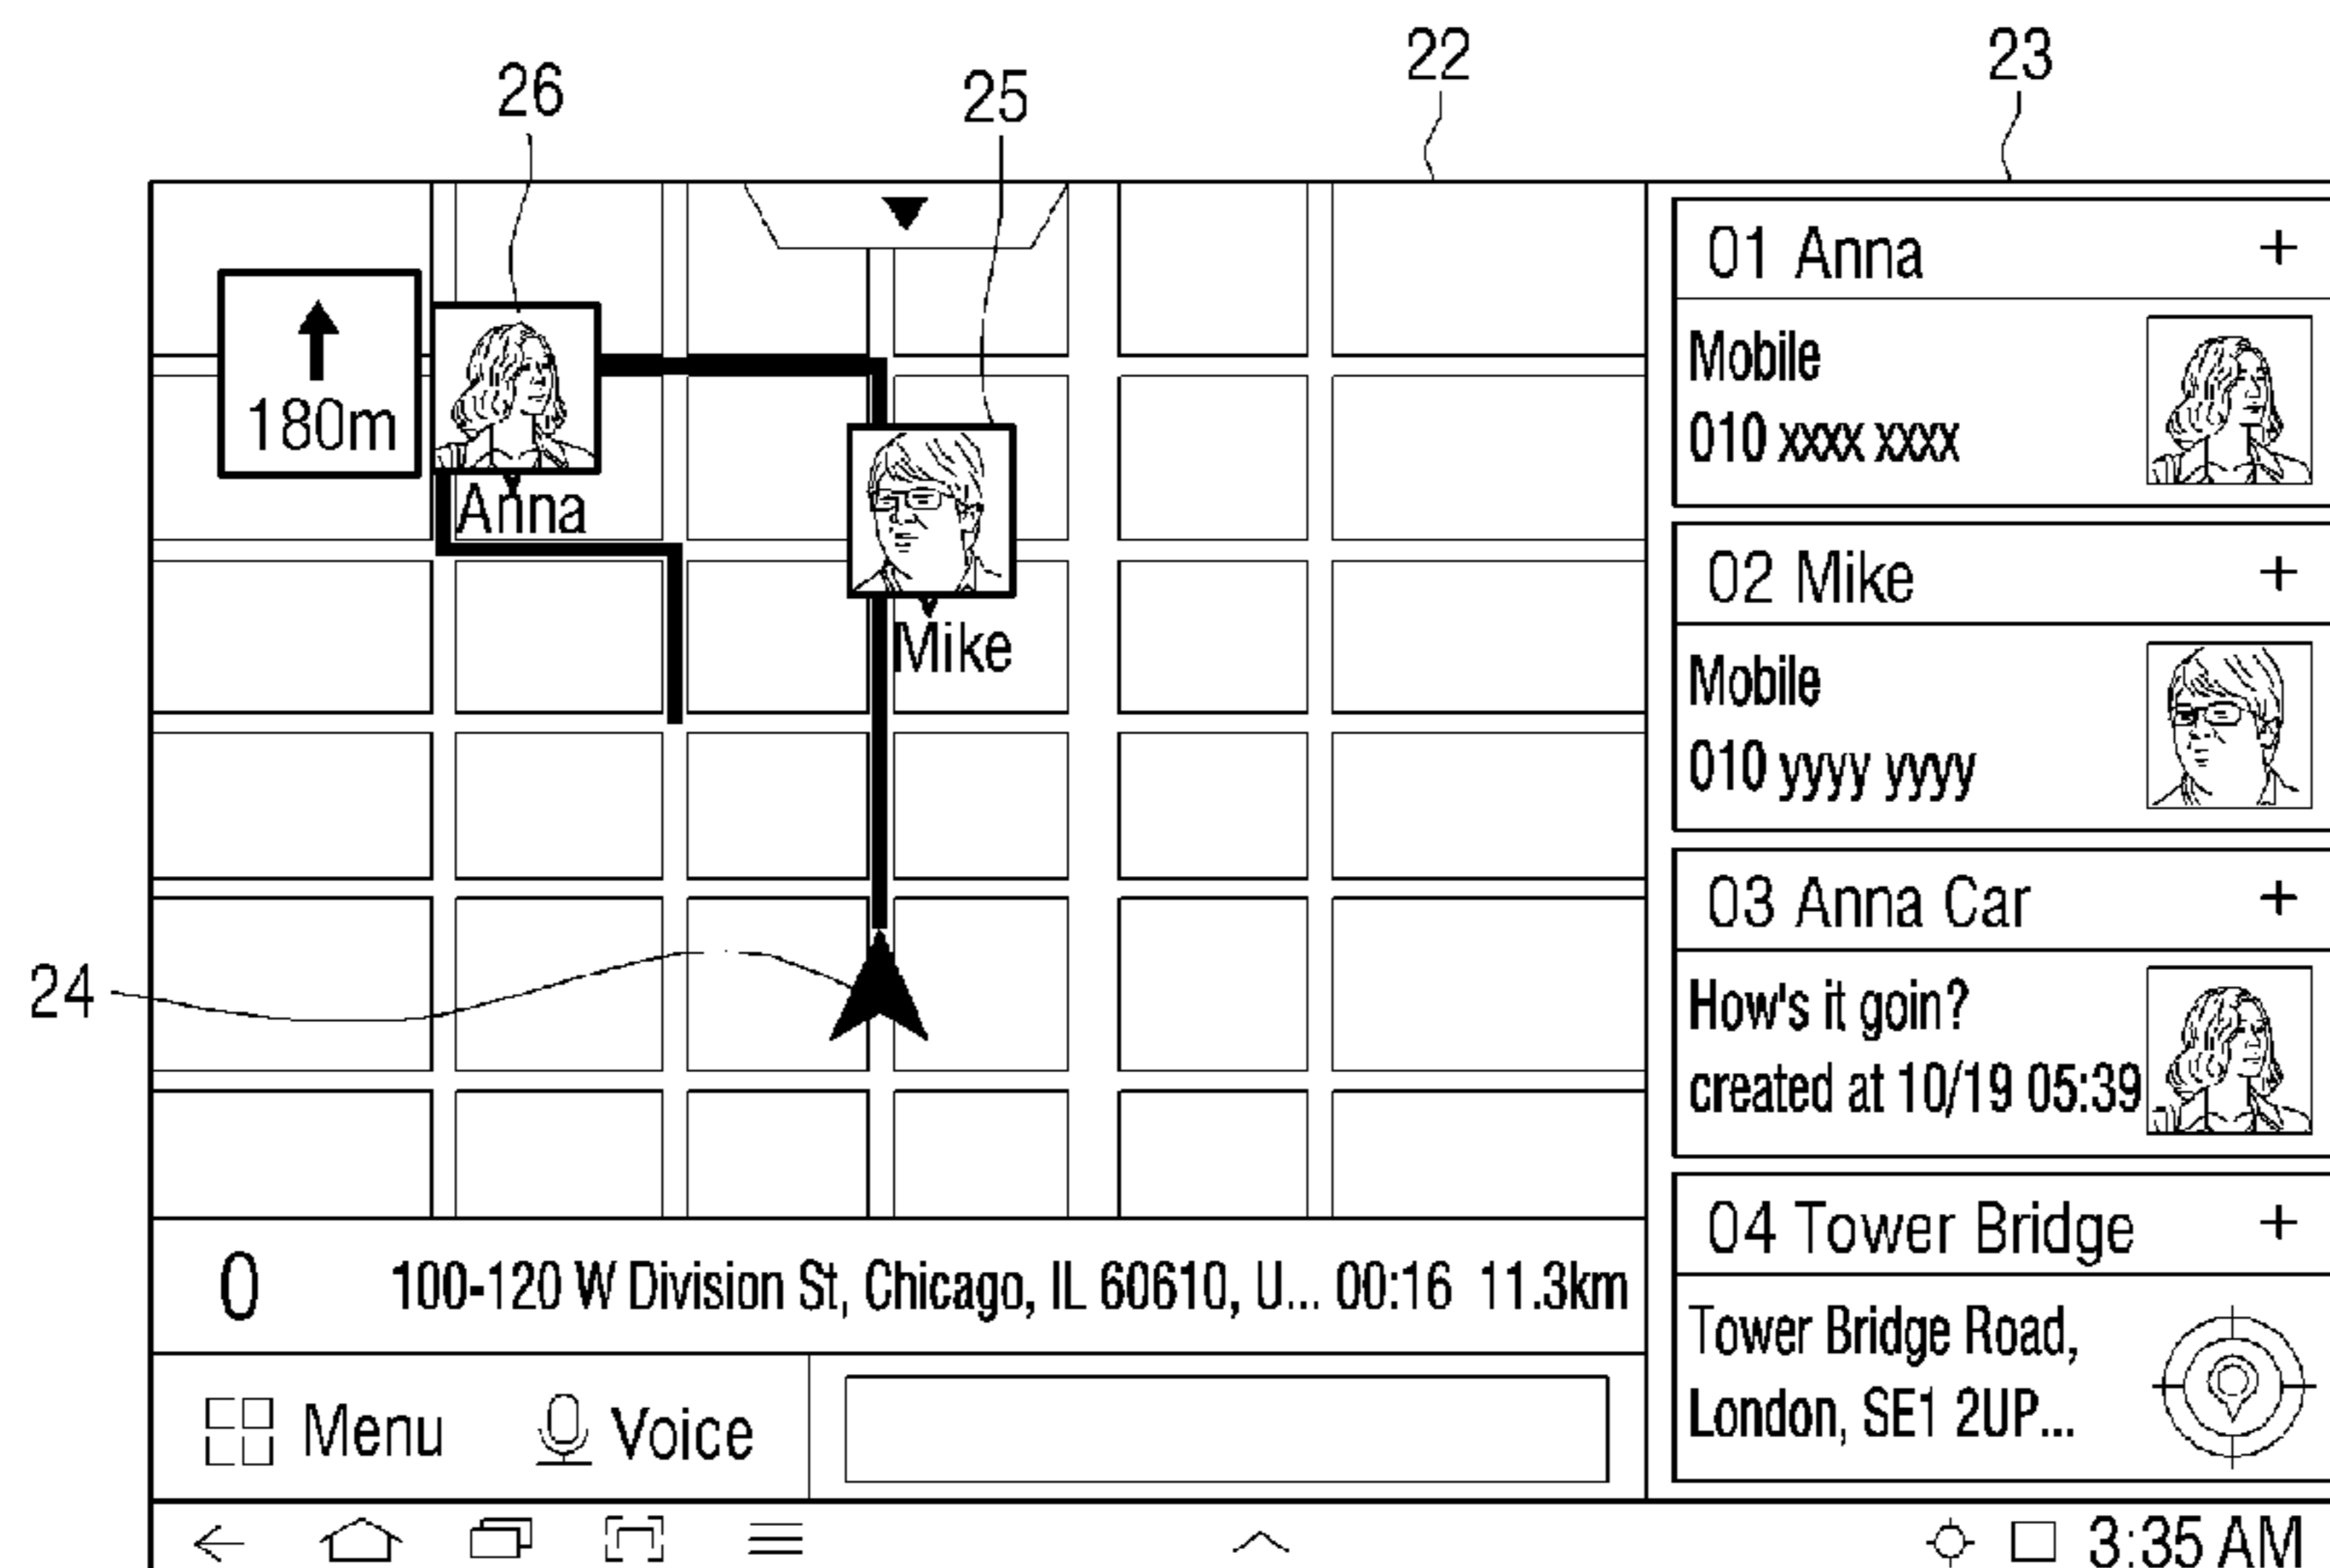 26
25
22
23
180m
Anna
Mike
24
0 100-120 W Division St, Chicago, IL 60610, U... 00:16 11.3km
Menu Voice
01 Anna +
Mobile
010 xxxx xxxx
02 Mike +
Mobile
010 yyyy yyyy
03 Anna Car +
How's it goin?
created at 10/19 05:39
04 Tower Bridge +
Tower Bridge Road,
London, SE1 2UP...
3:35 AM